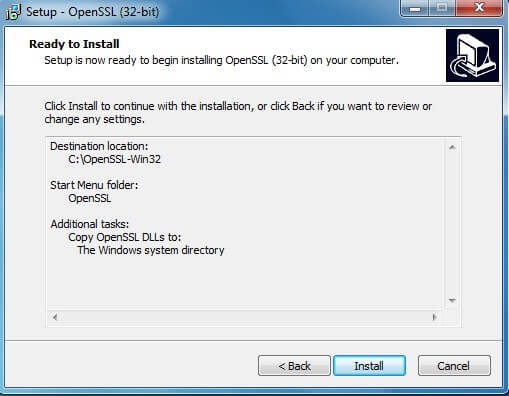 Setup - OpenSSL (32-bit)
Ready to Install
Setup is now ready to begin installing OpenSSL (32-bit) on your computer.
Click Install to continue with the installation, or click Back if you want to review or
change any settings.
Destination location:
C:\OpenSSL-Win32
Start Menu folder:
OpenSSL
Additional tasks:
Copy OpenSSL DLLs to:
The Windows system directory
< Back
Install
Cancel